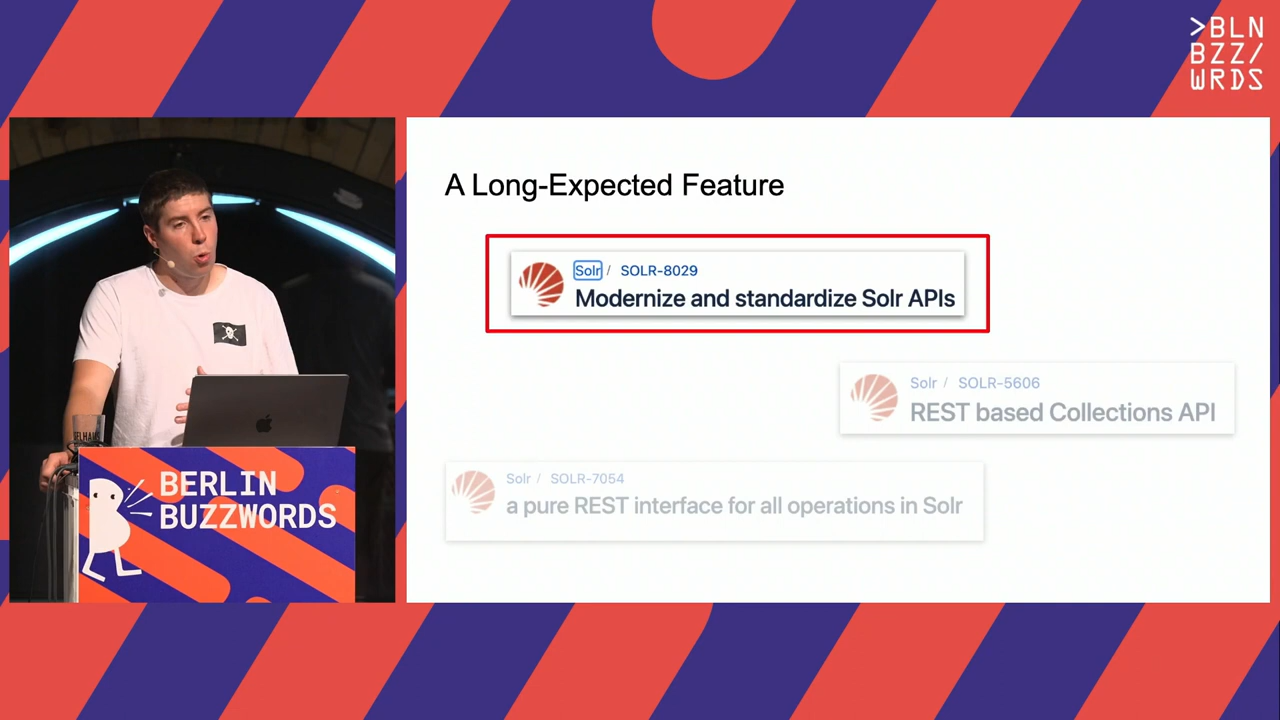 >BLN
BZZ/
WRDS
A Long-Expected Feature
Solr / SOLR-8029
Modernize and standardize Solr APIs
Solr / SOLR-5606
REST based Collections API
Solr / SOLR-7054
a pure REST interface for all operations in Solr
BERLIN
BUZZWORDS